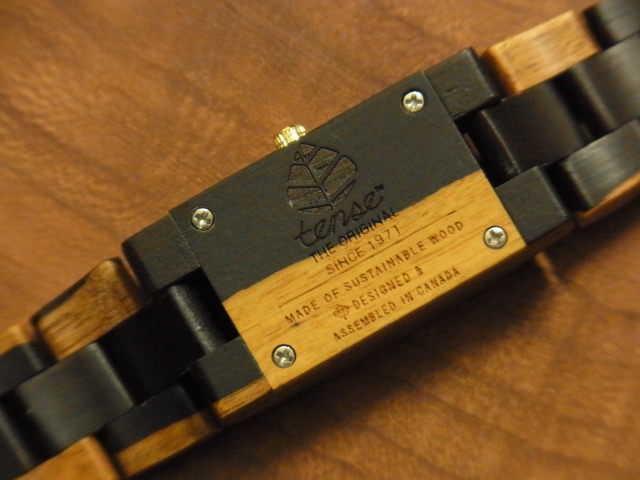 tense™
THE ORIGINAL
SINCE 1971
MADE OF SUSTAINABLE WOOD
DESIGNED &
ASSEMBLED IN CANADA